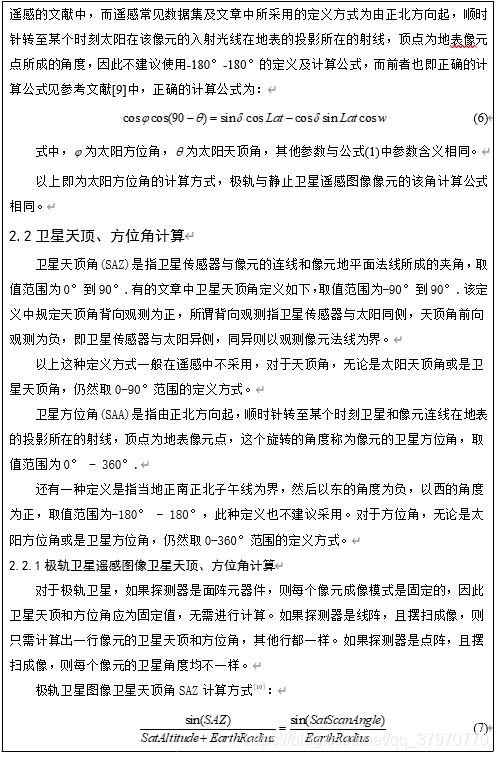 遥感的文献中，而遥感常见数据集及文章中所采用的定义方式为由正北方向起，顺时
针转至某个时刻太阳在该像元的入射光线在地表的投影所在的射线，顶点为地表像元
点所成的角度，因此不建议使用-180°-180°的定义及计算公式，而前者也即正确的计
算公式见参考文献[9]中，正确的计算公式为：
cosφcos(90−θ)=sinδcosLat−cosδsinLatcosw (6)
式中，φ为太阳方位角，θ为太阳天顶角，其他参数与公式(1)中参数含义相同。
以上即为太阳方位角的计算方式，极轨与静止卫星遥感图像像元的该角计算公式
相同。
2.2 卫星天顶、方位角计算
卫星天顶角(SAZ)是指卫星传感器与像元的连线和像元地平面法线所成的夹角，取
值范围为0°到90°.有的文章中卫星天顶角定义如下，取值范围为-90°到90°.该定
义中规定天顶角背向观测为正，所谓背向观测指卫星传感器与太阳同侧，天顶角前向
观测为负，即卫星传感器与太阳异侧，同异则以观测像元法线为界。
以上这种定义方式一般在遥感中不采用，对于天顶角，无论是太阳天顶角或是卫
星天顶角，仍然取0-90°范围的定义方式。
卫星方位角(SAA)是指由正北方向起，顺时针转至某个时刻卫星和像元连线在地表
的投影所在的射线，顶点为地表像元点，这个旋转的角度称为像元的卫星方位角，取
值范围为0° - 360°.
还有一种定义是指当地正南正北子午线为界，然后以东的角度为负，以西的角度
为正，取值范围为-180° - 180°，此种定义也不建议采用。对于方位角，无论是太
阳方位角或是卫星方位角，仍然取0-360°范围的定义方式。
2.2.1 极轨卫星遥感图像卫星天顶、方位角计算
对于极轨卫星，如果探测器是面阵元器件，则每个像元成像模式是固定的，因此
卫星天顶和方位角应为固定值，无需进行计算。如果探测器是线阵，且摆扫成像，则
只需计算出一行像元的卫星天顶和方位角，其他行都一样。如果探测器是点阵，且摆
扫成像，则每个像元的卫星角度均不一样。
极轨卫星图像卫星天顶角SAZ计算方式[10]：
sin(SAZ)/(SatAltitude+EarthRadius)=sin(SatScanAngle)/EarthRadius (7)
https://blog.csdn.net/qq_37970770